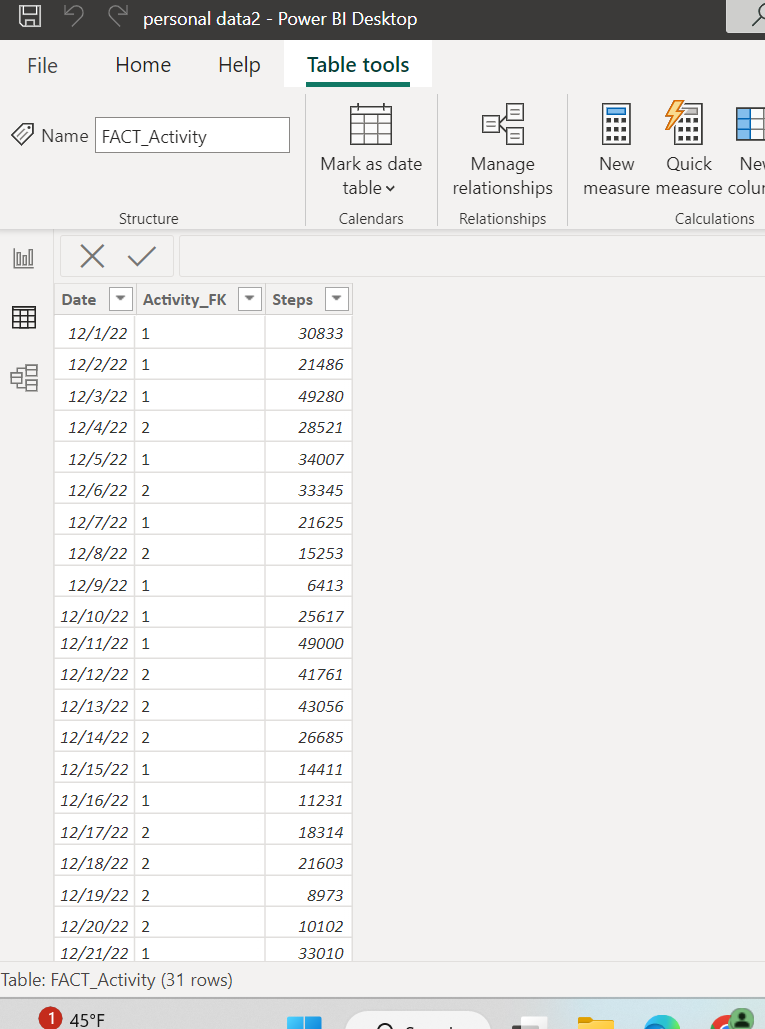 personal data2 - Power BI Desktop
File Home Help Table tools
Name FACT_Activity
Mark as date table
Manage relationships
New measure
Quick measure
Structure Calendars Relationships Calculations
Date Activity_FK Steps
12/1/22 1 30833
12/2/22 1 21486
12/3/22 1 49280
12/4/22 2 28521
12/5/22 1 34007
12/6/22 2 33345
12/7/22 1 21625
12/8/22 2 15253
12/9/22 1 6413
12/10/22 1 25617
12/11/22 1 49000
12/12/22 2 41761
12/13/22 2 43056
12/14/22 2 26685
12/15/22 1 14411
12/16/22 1 11231
12/17/22 2 18314
12/18/22 2 21603
12/19/22 2 8973
12/20/22 2 10102
12/21/22 1 33010
Table: FACT_Activity (31 rows)
1 45°F